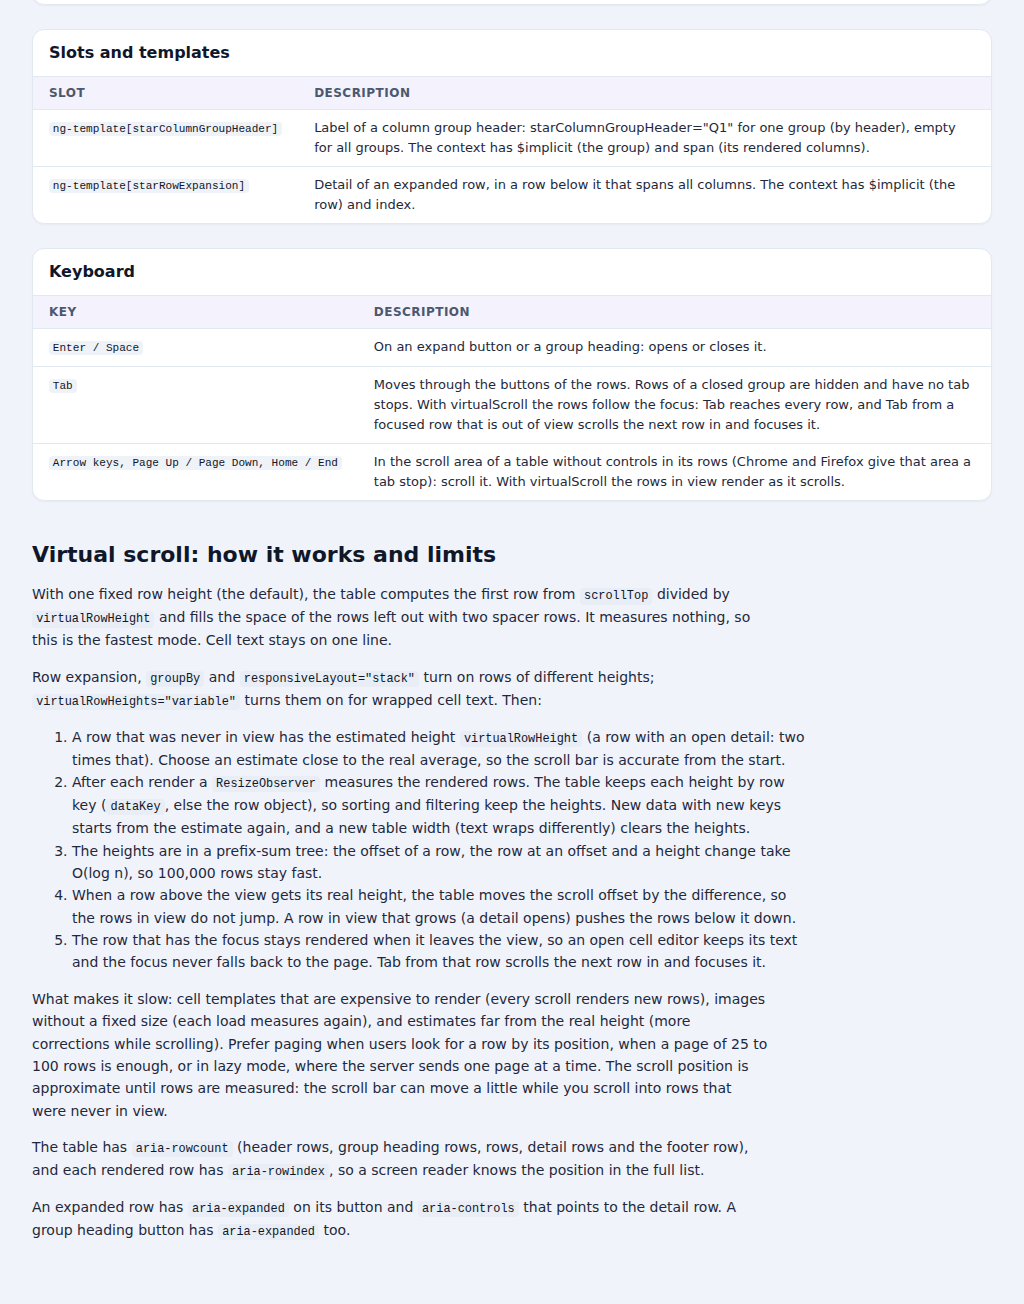 Slots and templates
SLOT DESCRIPTION
ng-template[starColumnGroupHeader] Label of a column group header: starColumnGroupHeader="Q1" for one group (by header), empty
for all groups. The context has $implicit (the group) and span (its rendered columns).
ng-template[starRowExpansion] Detail of an expanded row, in a row below it that spans all columns. The context has $implicit (the
row) and index.
Keyboard
KEY DESCRIPTION
Enter / Space On an expand button or a group heading: opens or closes it.
Tab Moves through the buttons of the rows. Rows of a closed group are hidden and have no tab
stops. With virtualScroll the rows follow the focus: Tab reaches every row, and Tab from a
focused row that is out of view scrolls the next row in and focuses it.
Arrow keys, Page Up / Page Down, Home / End In the scroll area of a table without controls in its rows (Chrome and Firefox give that area a
tab stop): scroll it. With virtualScroll the rows in view render as it scrolls.
Virtual scroll: how it works and limits
With one fixed row height (the default), the table computes the first row from scrollTop divided by
virtualRowHeight and fills the space of the rows left out with two spacer rows. It measures nothing, so
this is the fastest mode. Cell text stays on one line.
Row expansion, groupBy and responsiveLayout="stack" turn on rows of different heights;
virtualRowHeights="variable" turns them on for wrapped cell text. Then:
1. A row that was never in view has the estimated height virtualRowHeight (a row with an open detail: two
times that). Choose an estimate close to the real average, so the scroll bar is accurate from the start.
2. After each render a ResizeObserver measures the rendered rows. The table keeps each height by row
key ( dataKey , else the row object), so sorting and filtering keep the heights. New data with new keys
starts from the estimate again, and a new table width (text wraps differently) clears the heights.
3. The heights are in a prefix-sum tree: the offset of a row, the row at an offset and a height change take
O(log n), so 100,000 rows stay fast.
4. When a row above the view gets its real height, the table moves the scroll offset by the difference, so
the rows in view do not jump. A row in view that grows (a detail opens) pushes the rows below it down.
5. The row that has the focus stays rendered when it leaves the view, so an open cell editor keeps its text
and the focus never falls back to the page. Tab from that row scrolls the next row in and focuses it.
What makes it slow: cell templates that are expensive to render (every scroll renders new rows), images
without a fixed size (each load measures again), and estimates far from the real height (more
corrections while scrolling). Prefer paging when users look for a row by its position, when a page of 25 to
100 rows is enough, or in lazy mode, where the server sends one page at a time. The scroll position is
approximate until rows are measured: the scroll bar can move a little while you scroll into rows that
were never in view.
The table has aria-rowcount (header rows, group heading rows, rows, detail rows and the footer row),
and each rendered row has aria-rowindex , so a screen reader knows the position in the full list.
An expanded row has aria-expanded on its button and aria-controls that points to the detail row. A
group heading button has aria-expanded too.